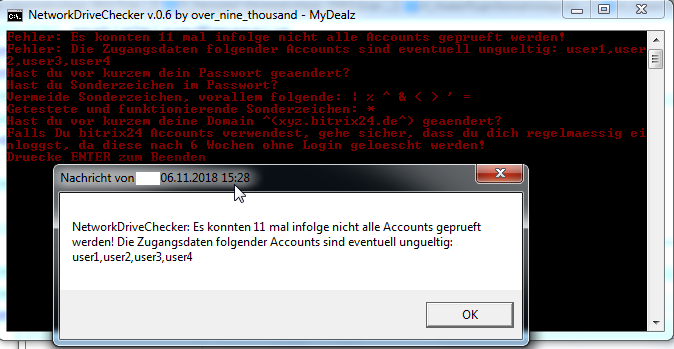 NetworkDriveChecker v.0.6 by over_nine_thousand - MyDealz
Fehler: Es konnten 11 mal infolge nicht alle Accounts geprueft werden!
Fehler: Die Zugangsdaten folgender Accounts sind eventuell ungueltig: user1,user
2,user3,user4
Hast du vor kurzem dein Passwort geaendert?
Hast du Sonderzeichen im Passwort?
Vermeide Sonderzeichen, vorallem folgende: | % ^ & < > ' =
Getestete und funktionierende Sonderzeichen: *
Hast du vor kurzem deine Domain ^(xyz.bitrix24.de^) geaendert?
Falls Du bitrix24 Accounts verwendest, gehe sicher, dass du dich regelmaessig ei
nloggst, da diese nach 6 Wochen ohne Login geloescht werden!
Druecke ENTER zum Beenden
Nachricht von 06.11.2018 15:28
NetworkDriveChecker: Es konnten 11 mal infolge nicht alle Accounts geprueft
werden! Die Zugangsdaten folgender Accounts sind eventuell ungueltig:
user1,user2,user3,user4
OK